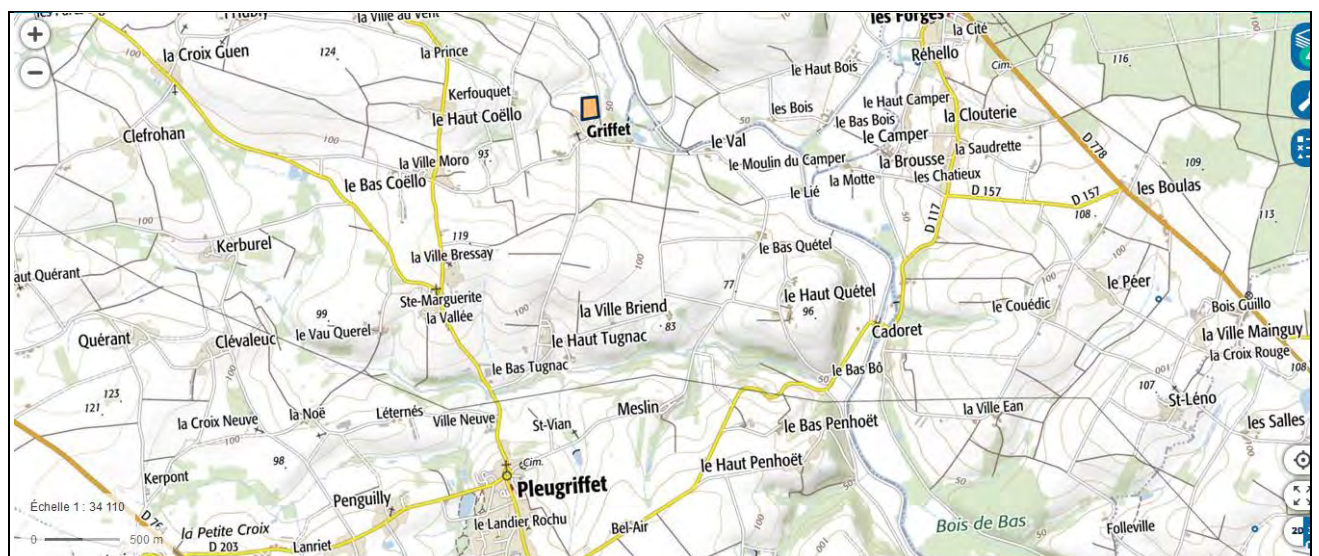 la Ville au Vent
les Forges
la Cité
la Croix Guen
124
la Prince
Réhello
Cim.
116
le Haut Bois
Kerfouquet
50
le Haut Camper
les Bois
la Clouterie
le Haut Coëllo
le Bas Bois
Clefrohan
Griffet
le Val
le Camper
D 778
la Saudrette
la Ville Moro
93
le Moulin du Camper
la Brousse
109
le Bas Coëllo
la Motte
les Chatieux
le Lié
D 157
D 157
les Boulas
108
113
D 117
119
Kerburel
le Bas Quétel
la Ville Bressay
aut Quérant
77
le Péer
Ste-Marguerite
le Haut Quétel
la Ville Briend
le Couédic
Bois Guillo
99
la Vallée
96
83
le Vau Querel
Quérant
Clévaleuc
le Haut Tugnac
Cadoret
la Ville Mainguy
la Croix Rouge
le Bas Tugnac
le Bas Bô
108
123
107
121
la Noë
Léternés
Meslin
St-Léno
la Croix Neuve
Ville Neuve
St-Vian
la Ville Ean
le Bas Penhoët
les Salles
98
Cim.
le Haut Penhoët
Kerpont
Pleugriffet
Penguilly
Échelle 1 : 34 110
le Landier Rochu
la Petite Croix
Bel-Air
Bois de Bas
Folleville
0
500 m
D 203
Lanriet
2D